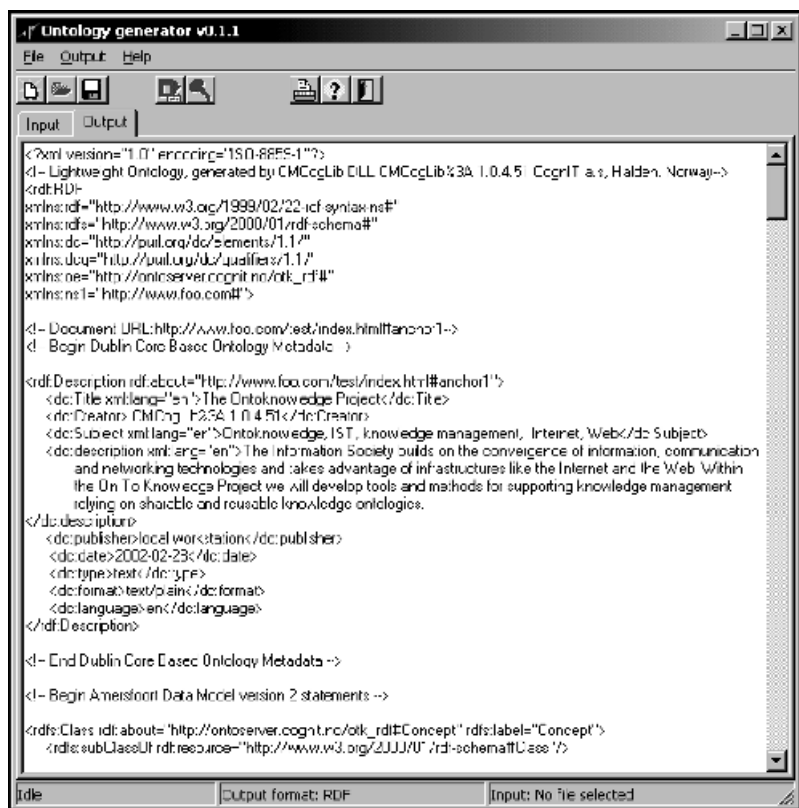 Ontology generator v0.1.1
File Output Help
Input Output
<?xml version="1.0" encoding="ISO-8859-1"?>
<!-- Lightweight Ontology, generated by CMCogLib DLL, CMCogLib%3A 1.0.4.51 CognIT a.s, Halden, Norway-->
<rdf:RDF
xmlns:rdf="http://www.w3.org/1999/02/22-rdf-syntax-ns#"
xmlns:rdfs="http://www.w3.org/2000/01/rdf-schema#"
xmlns:dc="http://purl.org/dc/elements/1.1/"
xmlns:dcq="http://purl.org/dc/qualifiers/1.1/"
xmlns:oe="http://ontoserver.cognit.no/otk_rdf#"
xmlns:ns1="http://www.foo.com#">
<!-- Document URL:http://www.foo.com/test/index.html#anchor1-->
<!-- Begin Dublin Core Based Ontology Metadata -->
<rdf:Description rdf:about="http://www.foo.com/test/index.html#anchor1">
<dc:Title xml:lang="en">The Ontoknowledge Project</dc:Title>
<dc:Creator> 1.0.4.51</dc:Creator>
<dc:Subject xml:lang="en">Ontoknowledge, IST, knowledge management, Internet, Web</dc:Subject>
<dc:description xml:lang="en">The Information Society builds on the convergence of information, communication
and networking technologies and takes advantage of infrastructures like the Internet and the Web. Within
the On To Knowledge Project we will develop tools and methods for supporting knowledge management
relying on sharable and reusable knowledge ontologies.
</dc:description>
<dc:publisher>local workstation</dc:publisher>
<dc:date>2002-02-23</dc:date>
<dc:type>text</dc:type>
<dc:format>text/plain</dc:format>
<dc:language>en</dc:language>
</rdf:Description>
<!-- End Dublin Core Based Ontology Metadata -->
<!-- Begin Amersfoort Data Model version 2 statements -->
<rdfs:Class rdf:about="http://ontoserver.cognit.no/otk_rdf#Concept" rdfs:label="Concept">
<rdfs:subClassOf rdf:resource="http://www.w3.org/2000/01/rdf-schema#Class"/>
Idle Output format: RDF Input: No file selected